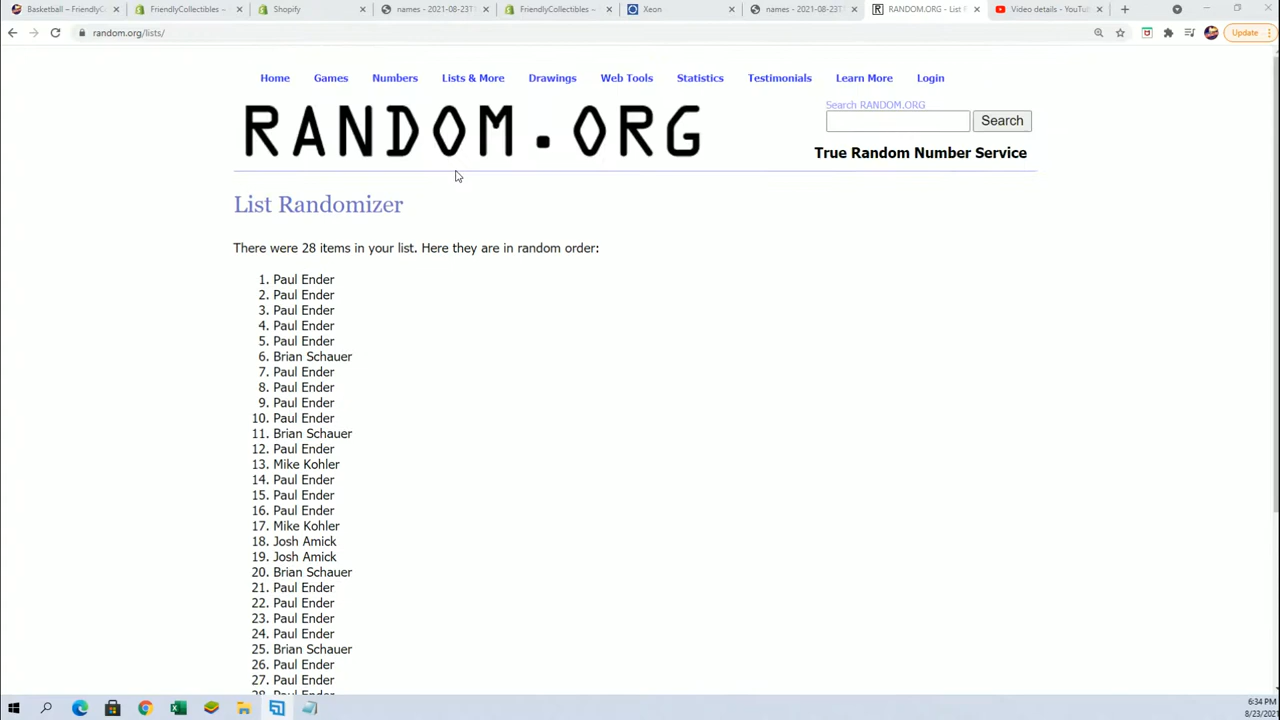 Basketball – FriendlyC
FriendlyCollectibles –
Shopify
names - 2021-08-23T
FriendlyCollectibles –
Xeon
names - 2021-08-23T
RANDOM.ORG - List
Video details - YouTu
random.org/lists/
Update
Home Games Numbers Lists & More Drawings Web Tools Statistics Testimonials Learn More Login
RANDOM.ORG
Search RANDOM.ORG
Search
True Random Number Service
List Randomizer
There were 28 items in your list. Here they are in random order:
1. Paul Ender
2. Paul Ender
3. Paul Ender
4. Paul Ender
5. Paul Ender
6. Brian Schauer
7. Paul Ender
8. Paul Ender
9. Paul Ender
10. Paul Ender
11. Brian Schauer
12. Paul Ender
13. Mike Kohler
14. Paul Ender
15. Paul Ender
16. Paul Ender
17. Mike Kohler
18. Josh Amick
19. Josh Amick
20. Brian Schauer
21. Paul Ender
22. Paul Ender
23. Paul Ender
24. Paul Ender
25. Brian Schauer
26. Paul Ender
27. Paul Ender
28. Paul Ender
6:34 PM
8/23/202